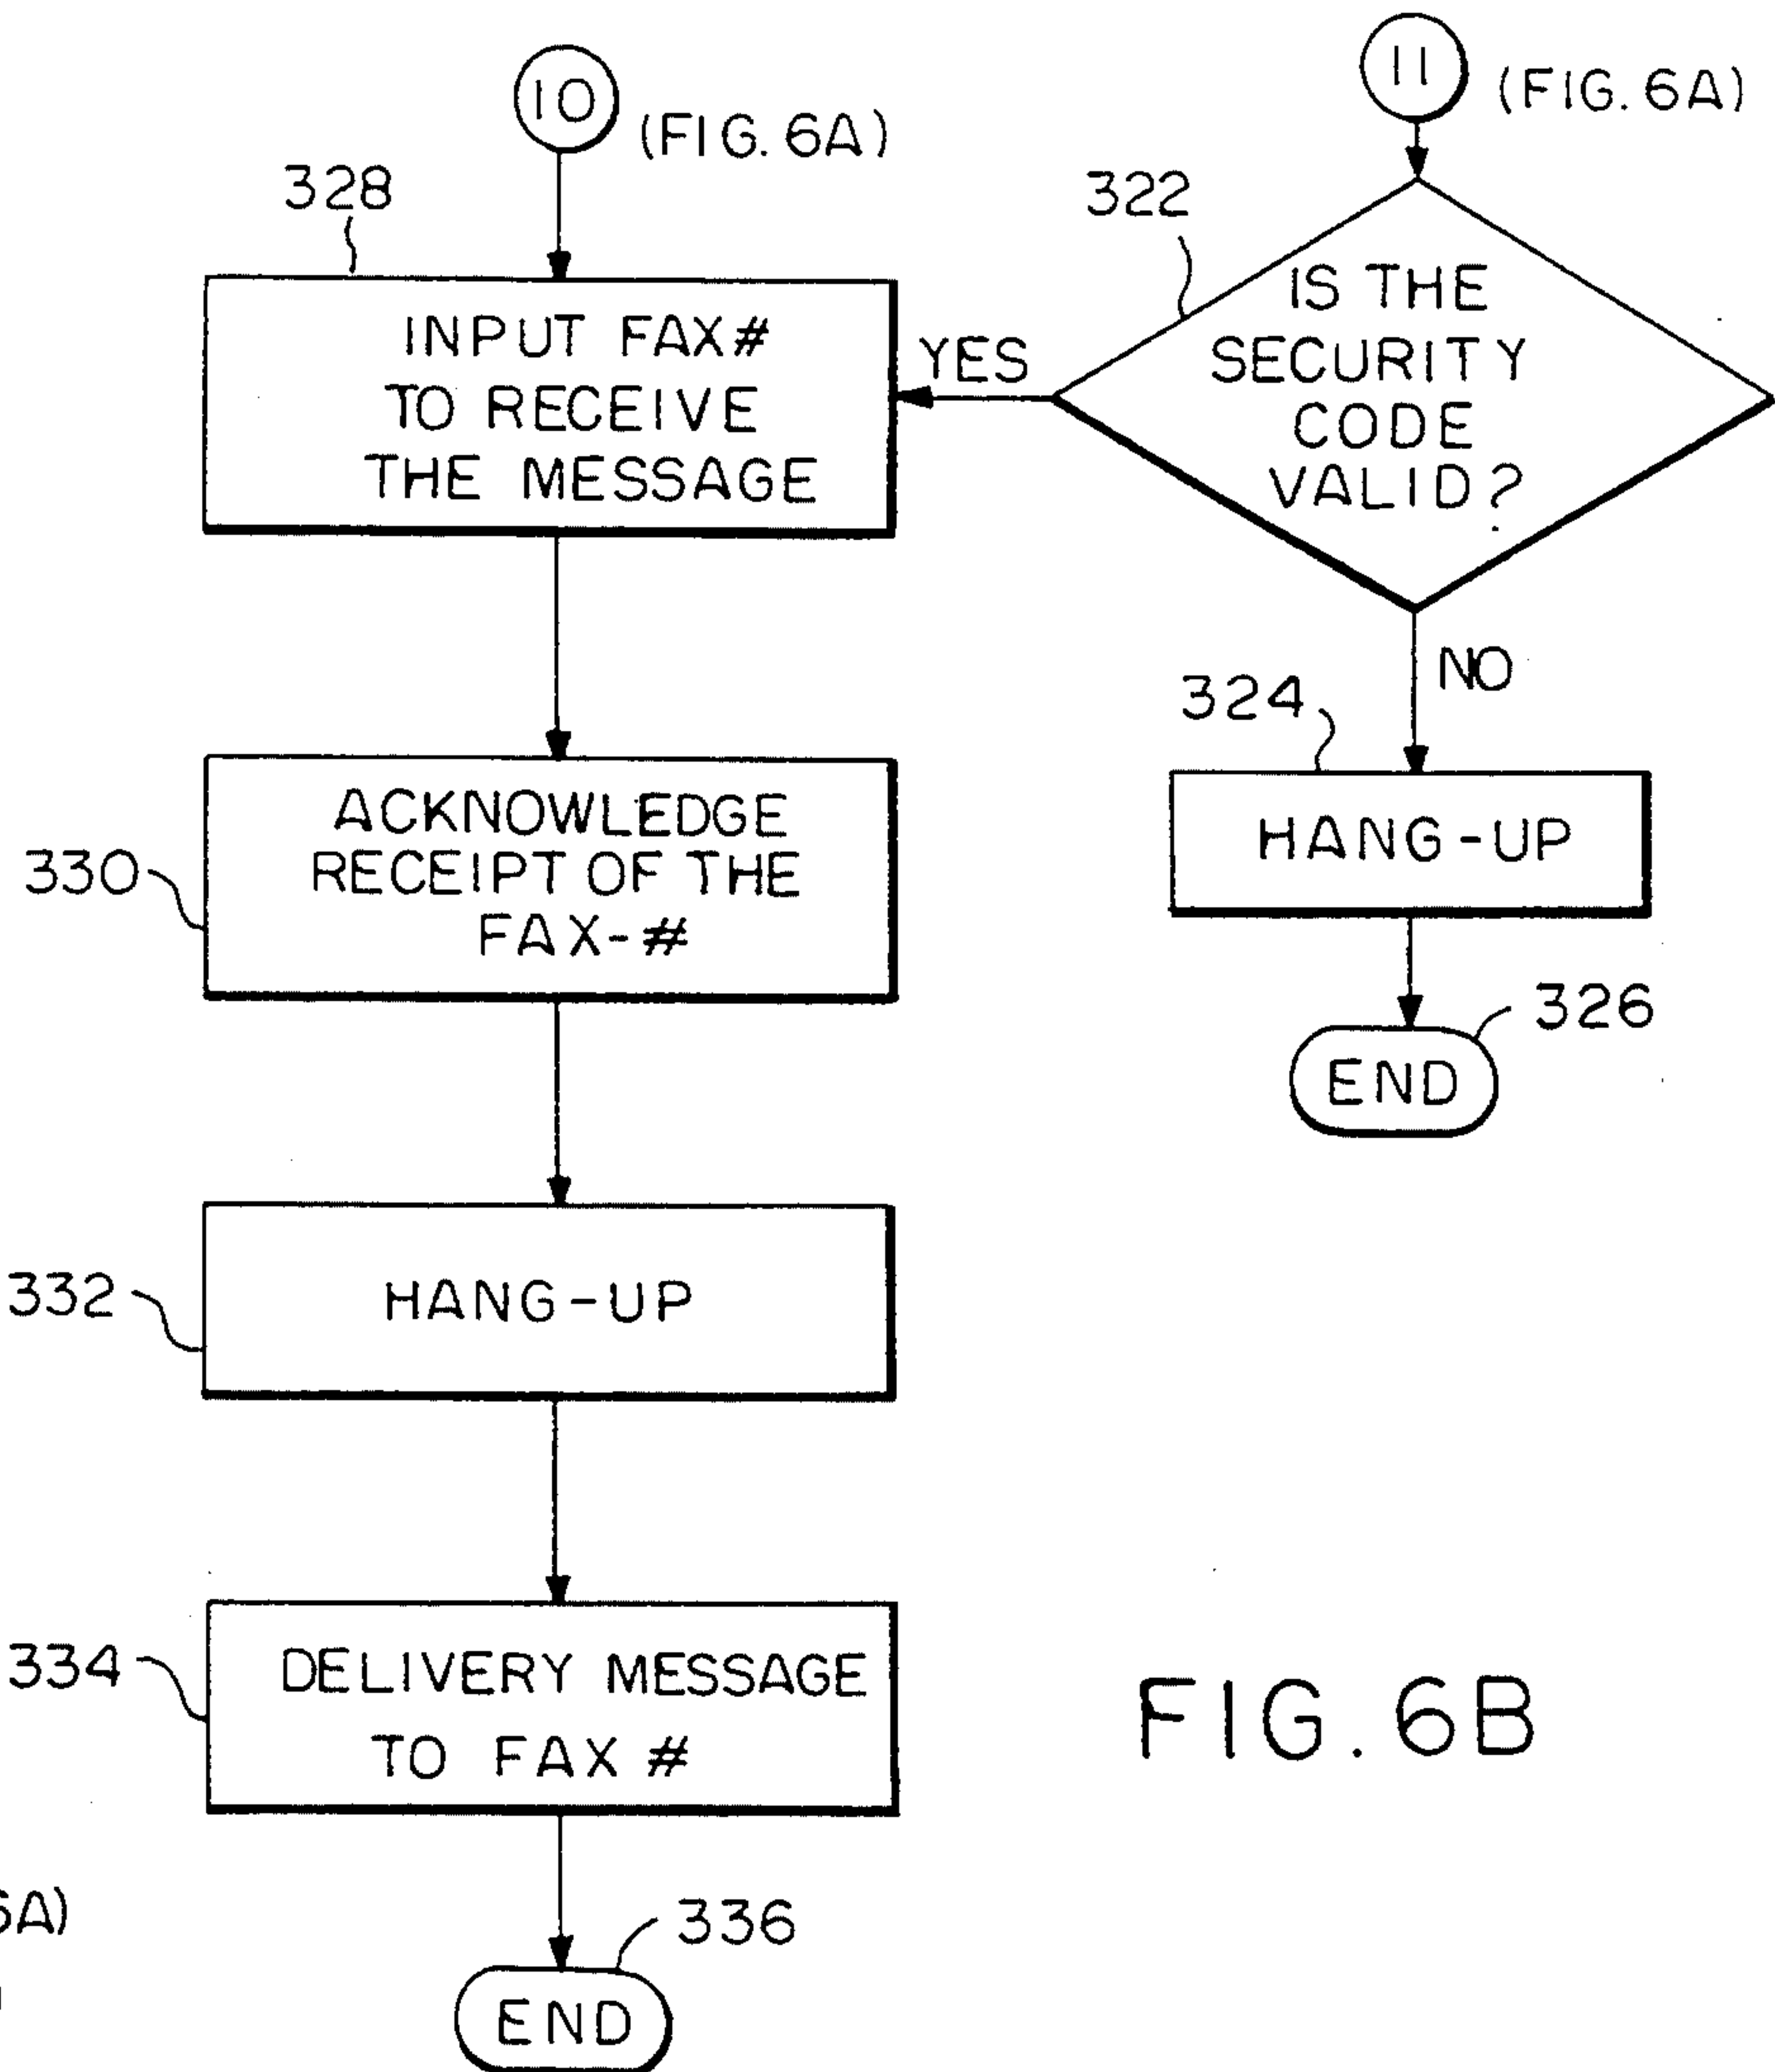 10
(FIG. 6A)
328
INPUT FAX#
TO RECEIVE
THE MESSAGE
11
(FIG. 6A)
322
IS THE
SECURITY
CODE
VALID?
YES
NO
324
HANG-UP
326
END
330
ACKNOWLEDGE
RECEIPT OF THE
FAX-#
332
HANG-UP
334
DELIVERY MESSAGE
TO FAX #
336
END
FIG. 6B
6A)